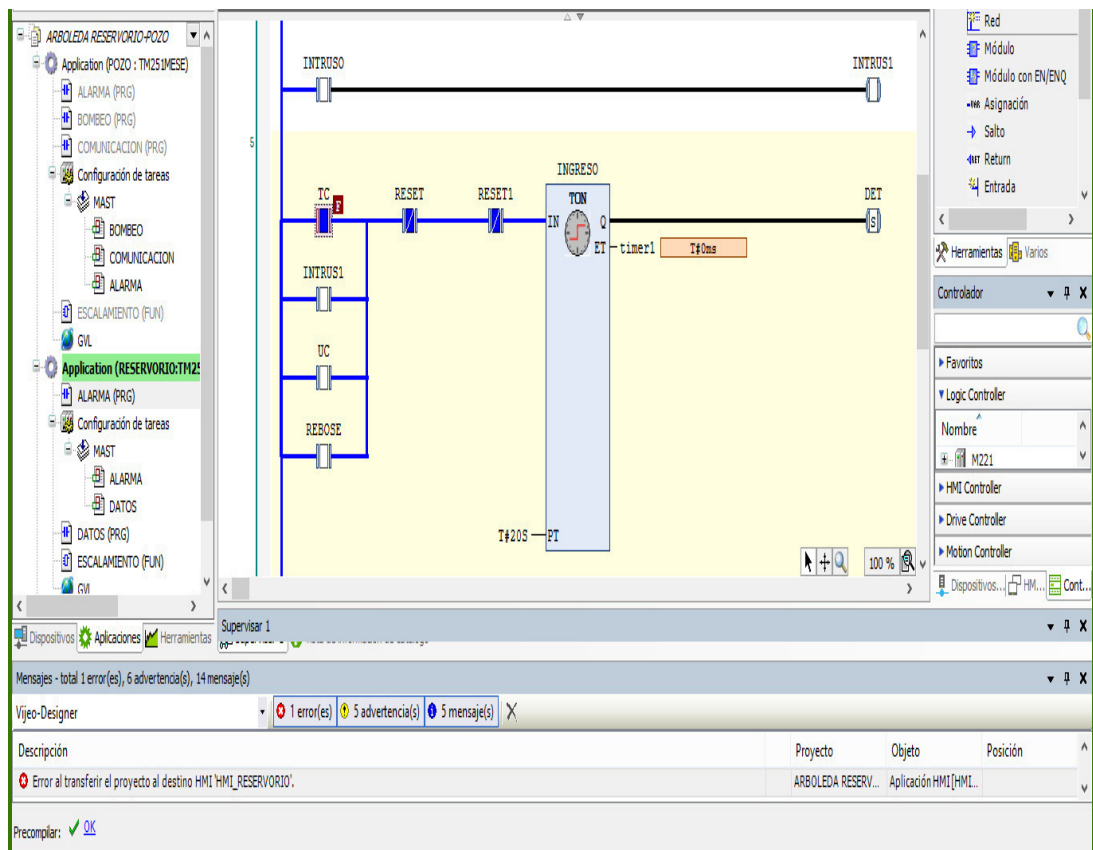 ARBOLEDA RESERVORIO-POZO
Application (POZO : TM251MESE)
ALARMA (PRG)
BOMBEO (PRG)
COMUNICACION (PRG)
Configuración de tareas
MAST
BOMBEO
COMUNICACION
ALARMA
ESCALAMIENTO (FUN)
GVL
Application (RESERVORIO:TM25
ALARMA (PRG)
Configuración de tareas
MAST
ALARMA
DATOS
DATOS (PRG)
ESCALAMIENTO (FUN)
GVL
Dispositivos Aplicaciones Herramientas
INTRUSO INTRUS1
5
INGRESO
TC F RESET RESET1 TON DET
IN Q S
ET timer1 T#0ms
INTRUS1
UC
REBOSE
T#20S PT
100 %
Red
Módulo
Módulo con EN/ENQ
Asignación
Salto
RET Return
Entrada
Herramientas Varios
Controlador
Favoritos
Logic Controller
Nombre
M221
HMI Controller
Drive Controller
Motion Controller
Dispositivos... HM... Cont...
Supervisar 1
Mensajes - total 1 error(es), 6 advertencia(s), 14 mensaje(s)
Vijeo-Designer 1 error(es) 5 advertencia(s) 5 mensaje(s)
Descripción Proyecto Objeto Posición
Error al transferir el proyecto al destino HMI 'HMI_RESERVORIO'. ARBOLEDA RESERV... Aplicación HMI [HMI...
Precompilar: OK